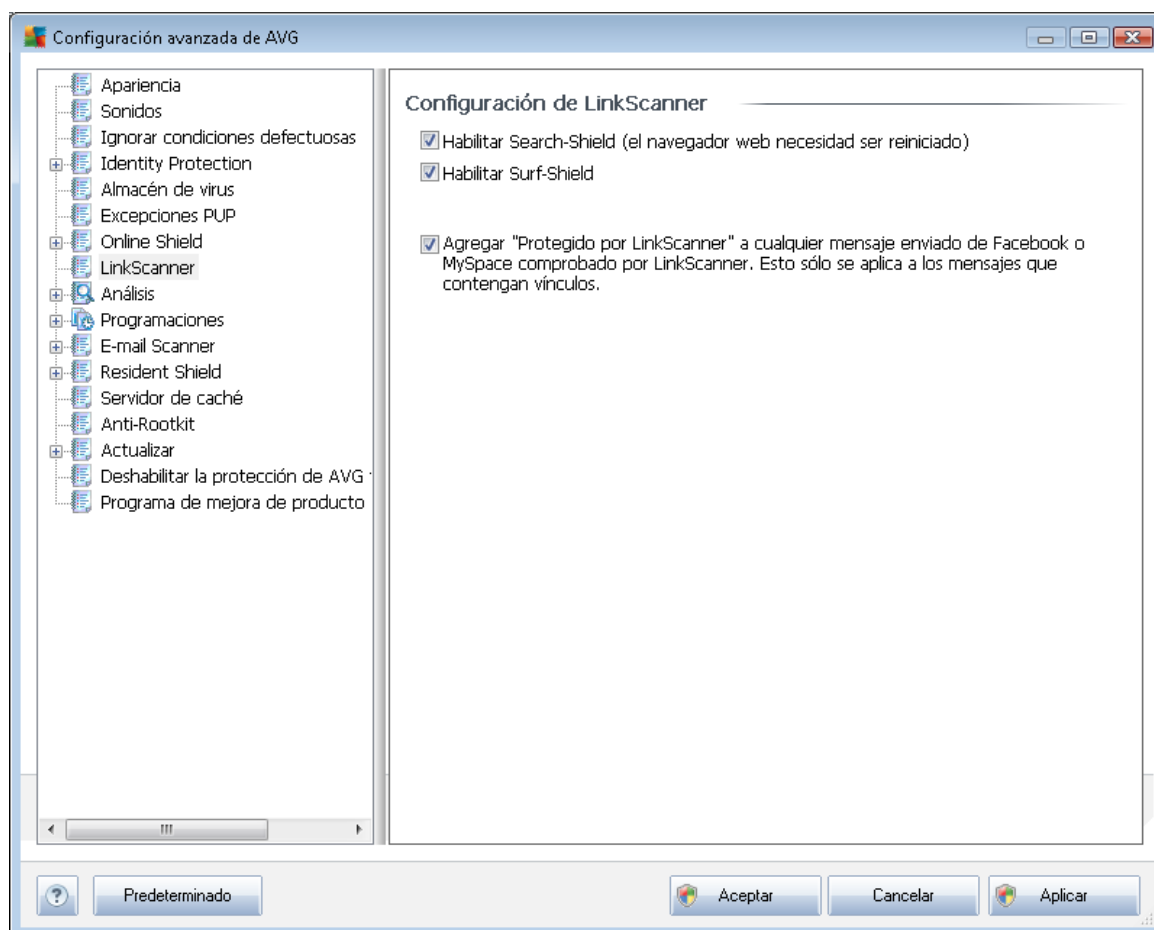 Configuración avanzada de AVG
Apariencia
Sonidos
Ignorar condiciones defectuosas
Identity Protection
Almacén de virus
Excepciones PUP
Online Shield
LinkScanner
Análisis
Programaciones
E-mail Scanner
Resident Shield
Servidor de caché
Anti-Rootkit
Actualizar
Deshabilitar la protección de AVG
Programa de mejora de producto
Configuración de LinkScanner
Habilitar Search-Shield (el navegador web necesidad ser reiniciado)
Habilitar Surf-Shield
Agregar "Protegido por LinkScanner" a cualquier mensaje enviado de Facebook o
MySpace comprobado por LinkScanner. Esto sólo se aplica a los mensajes que
contengan vínculos.
?
Predeterminado
Aceptar
Cancelar
Aplicar